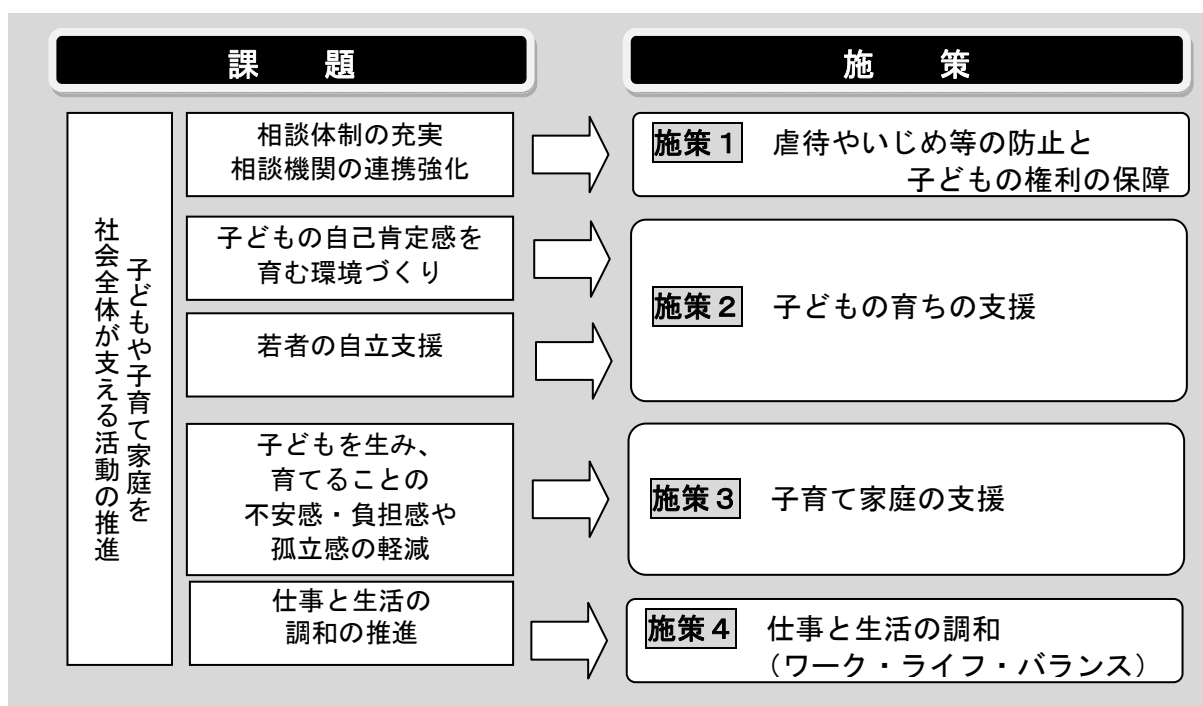 課 題
施 策
子どもや子育て家庭を
社会全体が支える活動の推進
相談体制の充実
相談機関の連携強化
施策1 虐待やいじめ等の防止と
子どもの権利の保障
子どもの自己肯定感を
育む環境づくり
若者の自立支援
施策2 子どもの育ちの支援
子どもを生み、
育てることの
不安感・負担感や
孤立感の軽減
施策3 子育て家庭の支援
仕事と生活の
調和の推進
施策4 仕事と生活の調和
(ワーク・ライフ・バランス)